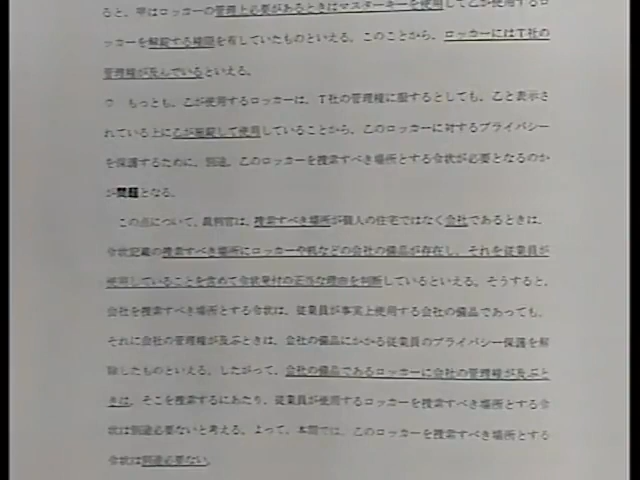 ると、甲はロッカーの管理上必要があるときはマスターキーを使用して乙が使用するロ
ッカーを解錠する権限を有していたものといえる。このことから、ロッカーにはT社の
管理権が及んでいるといえる。
もっとも、乙が使用するロッカーは、T社の管理権に服するとしても、乙と表示さ
れている上に乙が施錠して使用していることから、乙のロッカーに対するプライバシー
を保護するために、別途、乙のロッカーを捜索すべき場所とする令状が必要となるのか
が問題となる。
この点について、裁判官は、捜索すべき場所が個人の住宅ではなく会社であるときは、
令状記載の捜索すべき場所にロッカーや机などの会社の備品が存在し、それを従業員が
使用していることを含めて令状発付の正当な理由を判断しているといえる。そうすると、
会社を捜索すべき場所とする令状は、従業員が事実上使用する会社の備品であっても、
それに会社の管理権が及ぶときは、会社の備品にかかる従業員のプライバシー保護を解
除したものといえる。したがって、会社の備品であるロッカーに会社の管理権が及ぶと
きは、そこを捜索するにあたり、従業員が使用するロッカーを捜索すべき場所とする令
状は別途必要ないと考える。よって、本問では、乙のロッカーを捜索すべき場所とする
令状は別途必要ない。